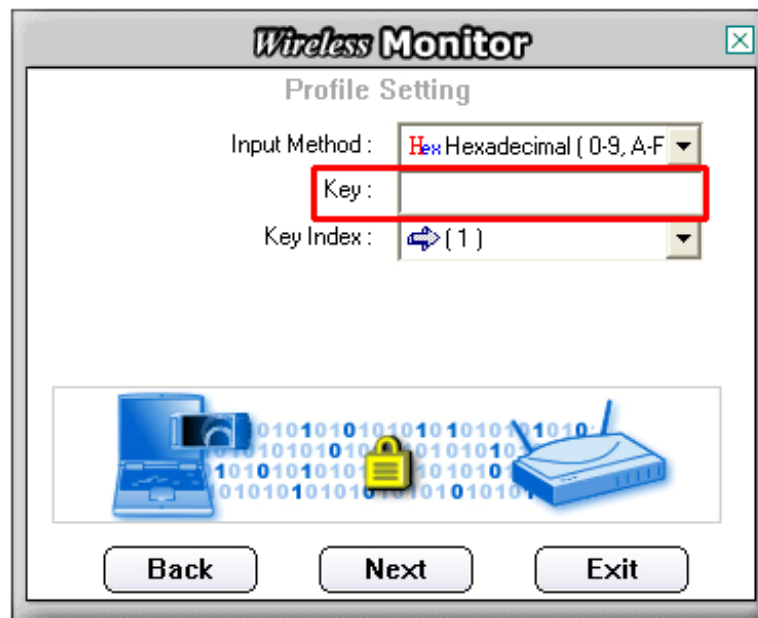 Wireless Monitor
Profile Setting
Input Method : Hex Hexadecimal ( 0-9, A-F
Key :
Key Index : ( 1 )
Back Next Exit